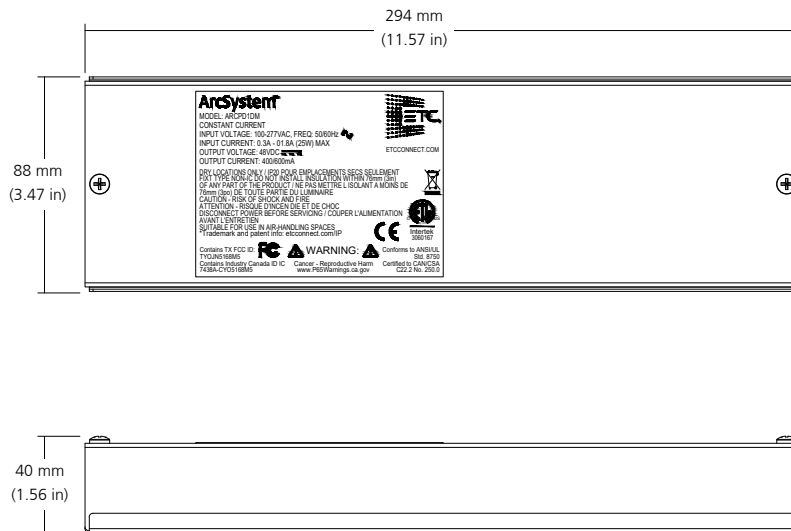 294 mm
(11.57 in)
88 mm
(3.47 in)
ArcSystem
MODEL: ARCPD1DM
CONSTANT CURRENT
INPUT VOLTAGE: 100-277VAC, FREQ: 50/60Hz
INPUT CURRENT: 0.3A - 01.8A (25W) MAX
OUTPUT VOLTAGE: 48VDC
OUTPUT CURRENT: 400/600mA
ETC
ETCCONNECT.COM
DRY LOCATIONS ONLY / IP20 POUR EMPLACEMENTS SECS SEULEMENT
FIXT TYPE NON-IC DO NOT INSTALL INSULATION WITHIN 76mm (3in)
OF ANY PART OF THE PRODUCT / NE PAS METTRE L ISOLANT A MOINS DE
76mm (3po) DE TOUTE PARTIE DU LUMINAIRE
CAUTION - RISK OF SHOCK AND FIRE
ATTENTION - RISQUE D'INCEN DIE ET DE CHOC
DISCONNECT POWER BEFORE SERVICING / COUPER L'ALIMENTATION
AVANT L'ENTRETIEN
SUITABLE FOR USE IN AIR-HANDLING SPACES
*Trademark and patent info: etcconnect.com/IP
CE
Intertek
3060167
Contains TX FCC ID:
TYOJN5168M5
Contains Industry Canada ID IC
7438A-CYO5168M5
FC
WARNING:
Cancer - Reproductive Harm
www.P65Warnings.ca.gov
Conforms to ANSI/UL
Std. 8750
Certified to CAN/CSA
C22.2 No. 250.0
40 mm
(1.56 in)